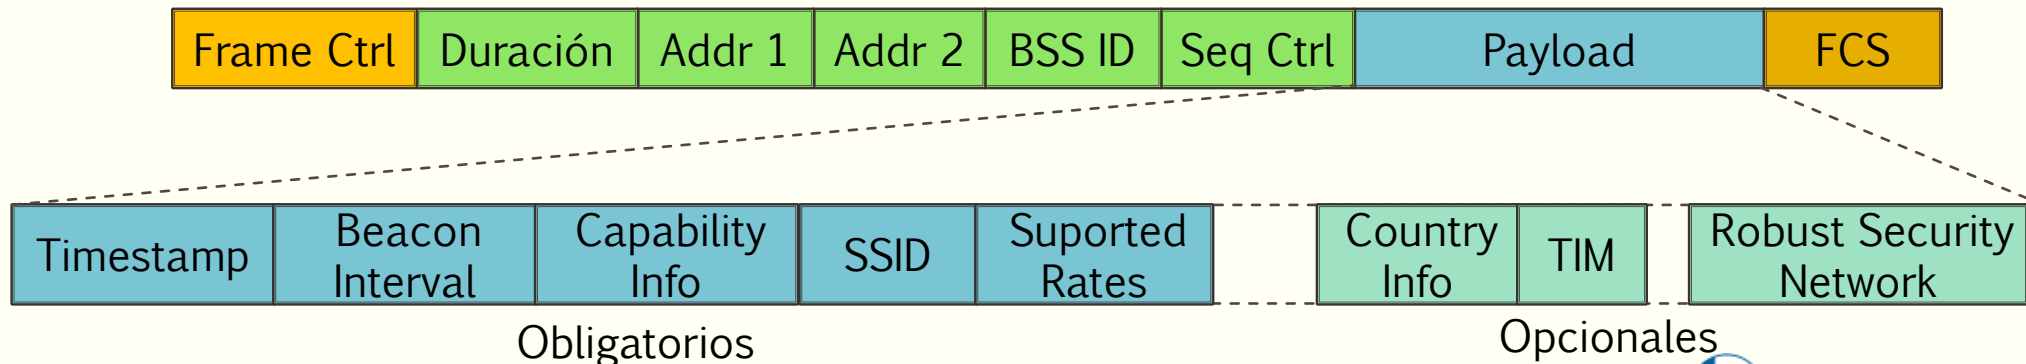 Frame Ctrl Duración Addr 1 Addr 2 BSS ID Seq Ctrl Payload FCS
Timestamp
Beacon
Interval
Capability
Info
SSID
Suported
Rates
Country
Info
TIM
Robust Security
Network
Obligatorios
Opcionales